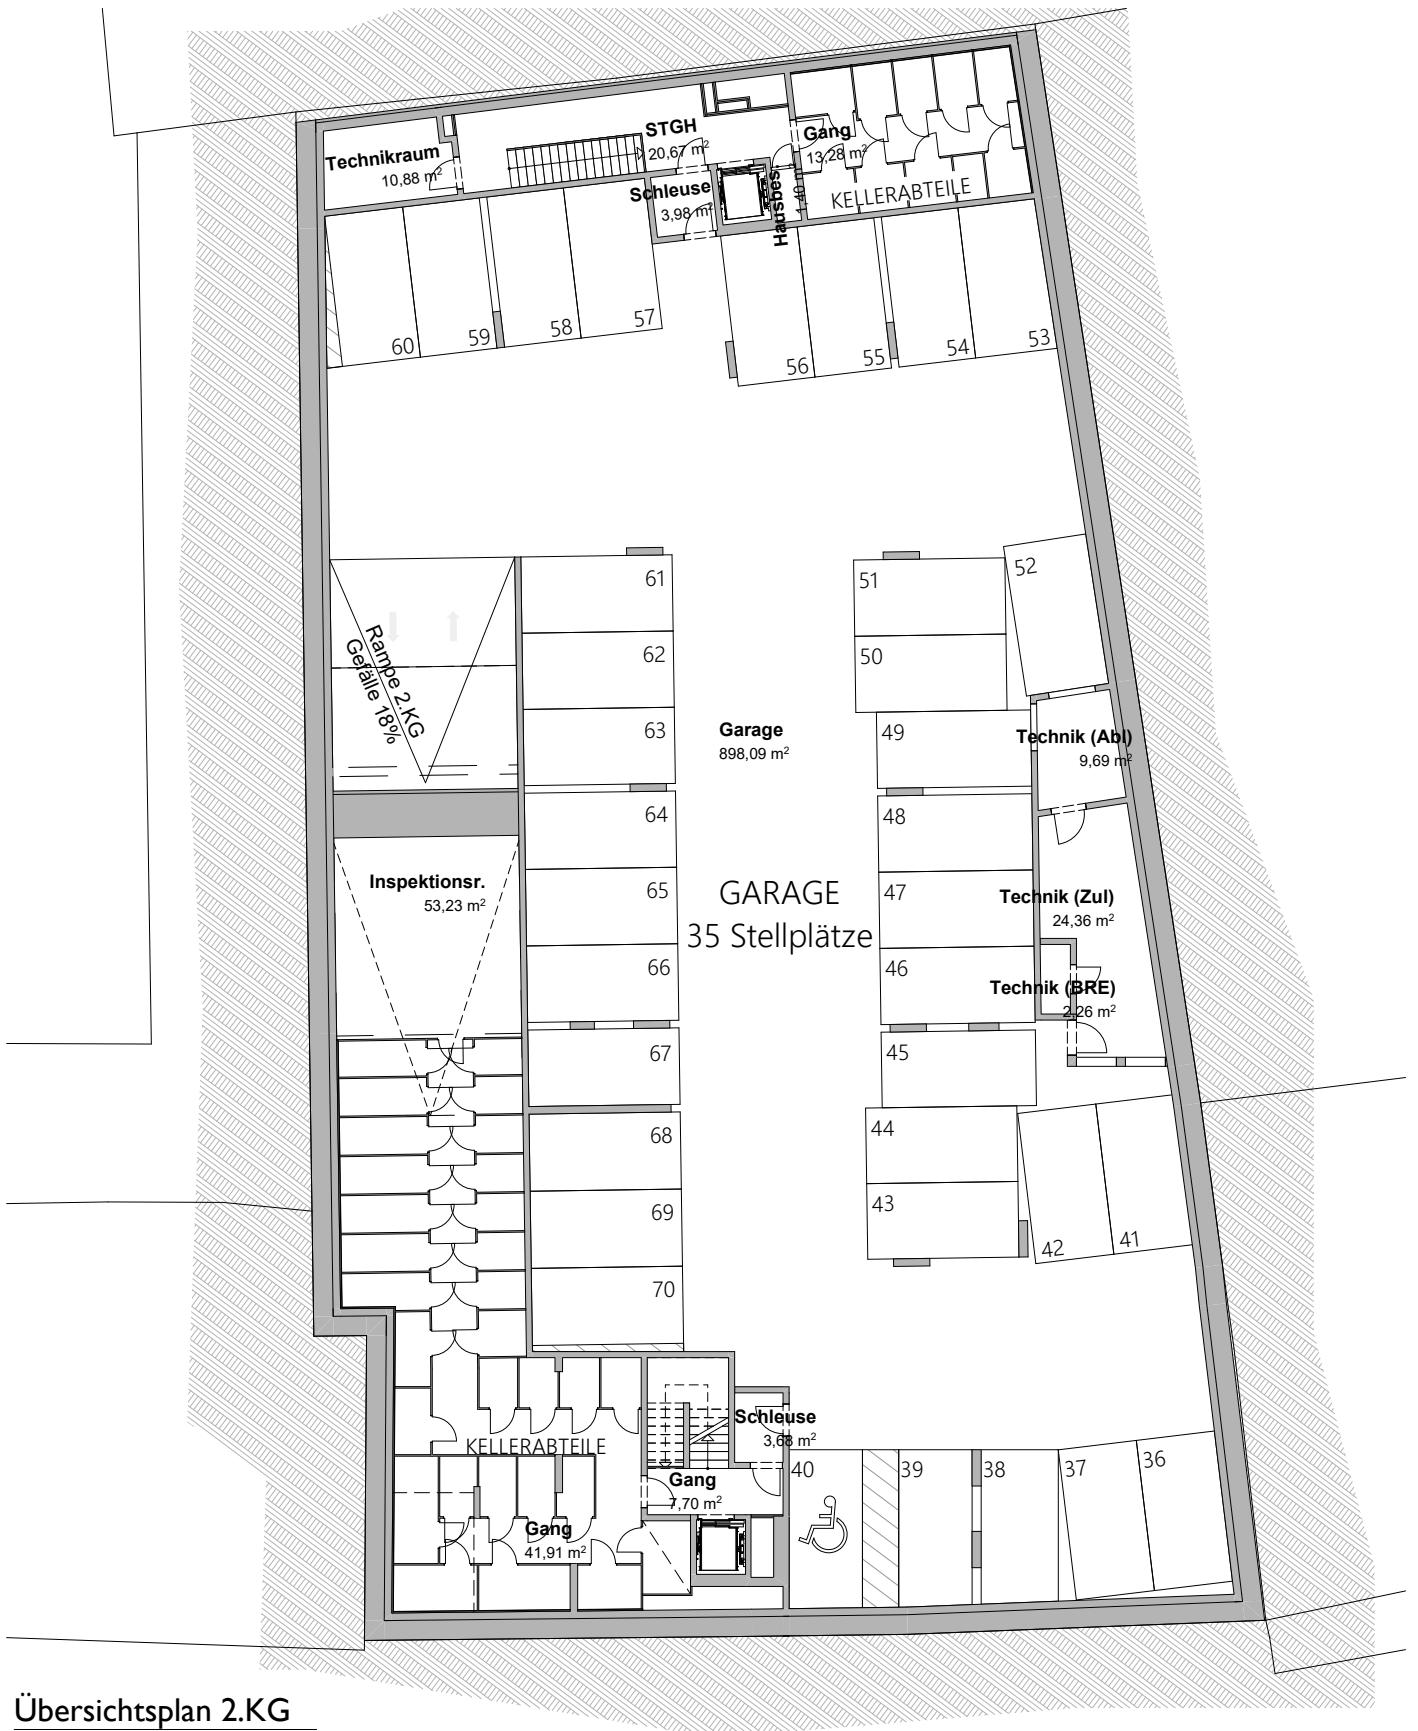 STGH
20,67 m²
Gang
13,28 m²
Technikraum
10,88 m²
Schleuse
3,98 m²
Hausbes.
1,40 m²
KELLERABTEILE
60
59
58
57
56
55
54
53
61
51
52
62
50
Rampe 2.KG
Gefälle 18%
63
Garage
898,09 m²
49
Technik (Abl)
9,69 m²
64
48
Inspektionsr.
53,23 m²
65
GARAGE
35 Stellplätze
47
Technik (Zul)
24,36 m²
66
46
Technik (BRE)
2,26 m²
67
45
68
44
69
43
42
41
70
Schleuse
3,68 m²
KELLERABTEILE
Gang
7,70 m²
40
39
38
37
36
Gang
41,91 m²
Übersichtsplan 2.KG